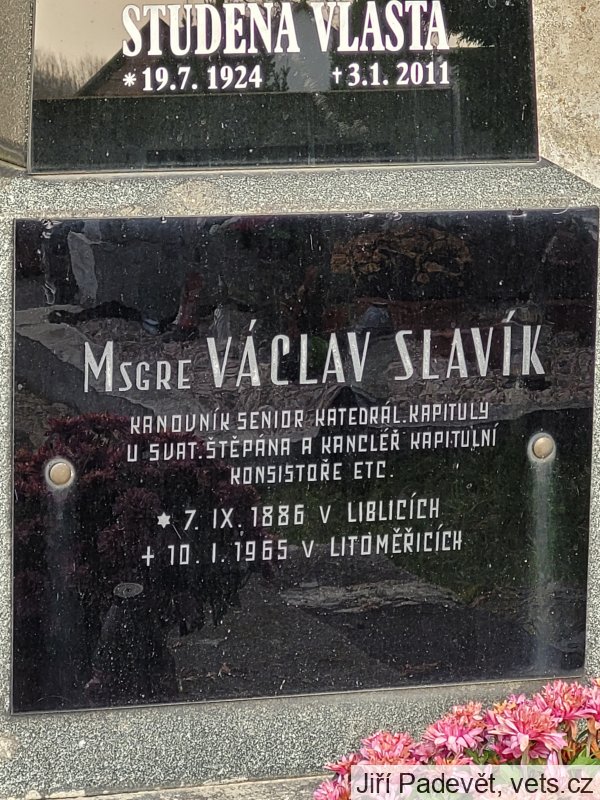 STUDENÁ VLASTA
* 19.7. 1924 † 3.1. 2011
MSGRE VÁCLAV SLAVÍK
KANOVNÍK SENIOR KATEDRÁL. KAPITULY
U SVAT. ŠTĚPÁNA A KANCLÉŘ KAPITULNÍ
KONSISTOŘE ETC.
* 7. IX. 1886 V LIBLICÍCH
+ 10. I. 1965 V LITOMĚŘICÍCH
Jiří Padevět, vets.cz